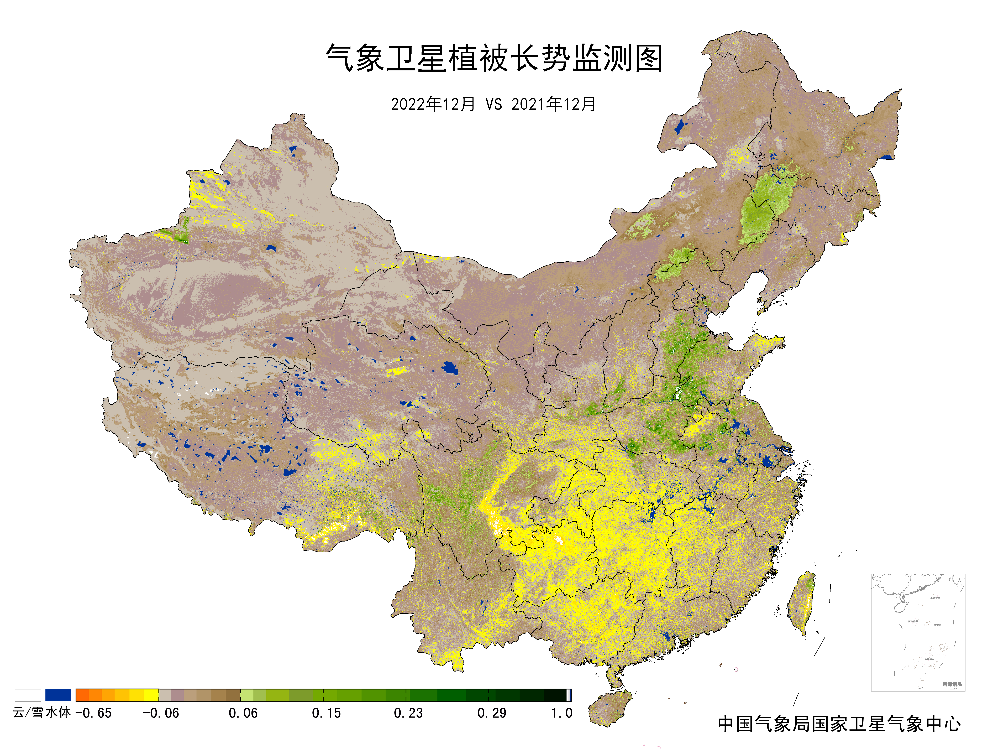 气象卫星植被长势监测图
2022年12月 VS 2021年12月
云/雪 水体 -0.65 -0.06 0.06 0.15 0.23 0.29 1.0
中国气象局国家卫星气象中心